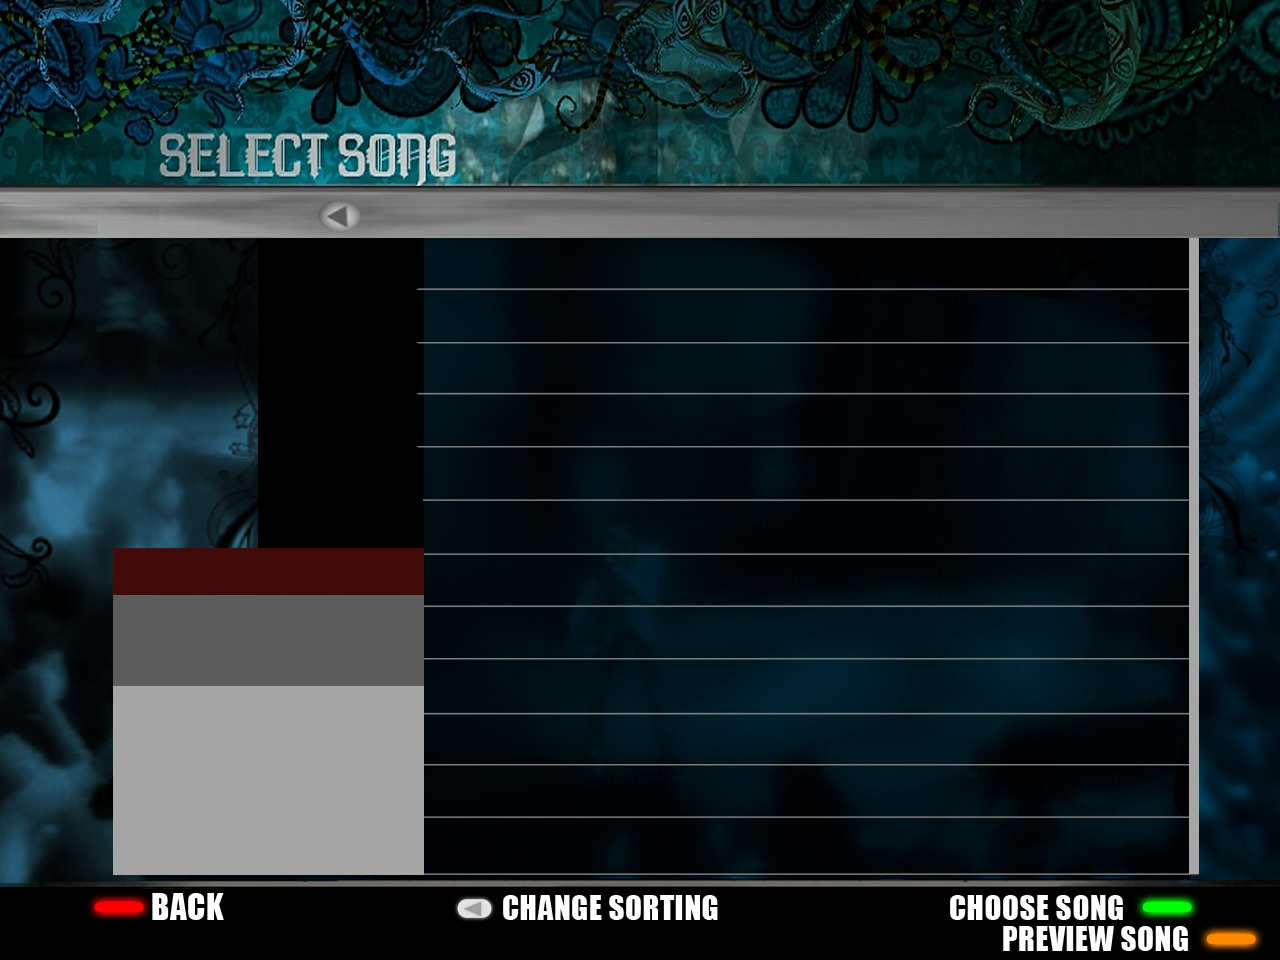 SELECT SONG
BACK
CHANGE SORTING
CHOOSE SONG
PREVIEW SONG